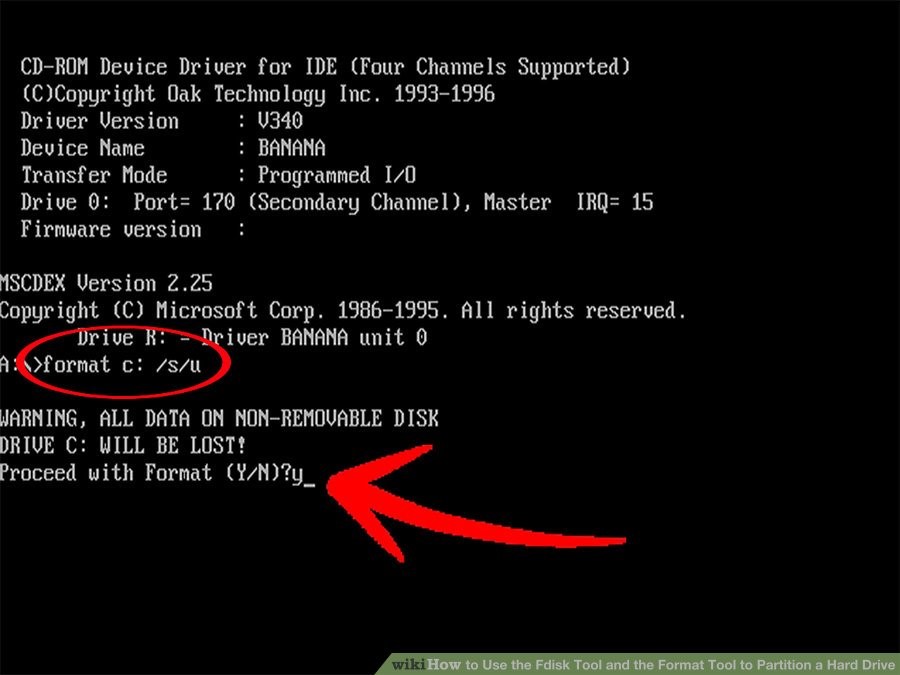 CD-ROM Device Driver for IDE (Four Channels Supported)
(C)Copyright Oak Technology Inc. 1993-1996
Driver Version : V340
Device Name : BANANA
Transfer Mode : Programmed I/O
Drive 0: Port= 170 (Secondary Channel), Master IRQ= 15
Firmware version :
MSCDEX Version 2.25
Copyright (C) Microsoft Corp. 1986-1995. All rights reserved.
Drive R: = Driver BANANA unit 0
A:\>format c: /s/u
WARNING, ALL DATA ON NON-REMOVABLE DISK
DRIVE C: WILL BE LOST!
Proceed with Format (Y/N)?y_
wikiHow to Use the Fdisk Tool and the Format Tool to Partition a Hard Drive